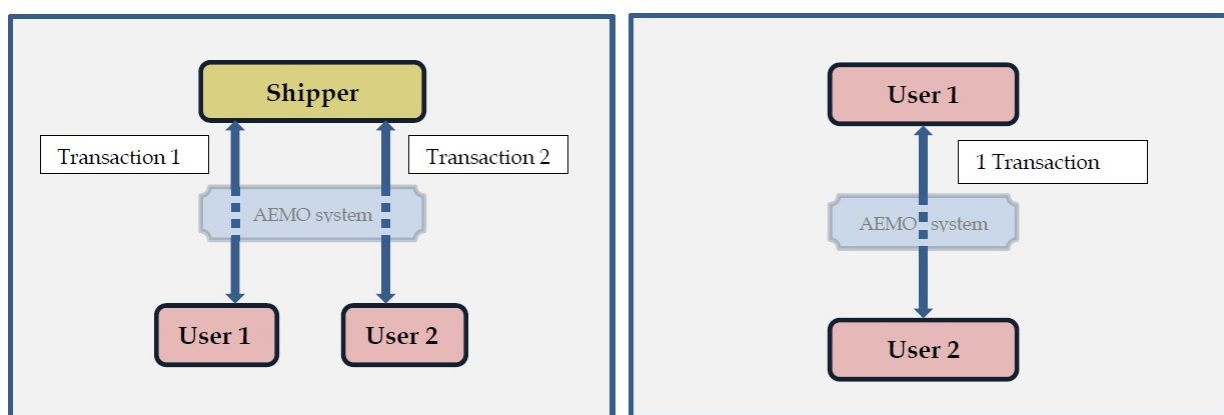 Shipper
Transaction 1
Transaction 2
AEMO system
User 1
User 2
User 1
1 Transaction
AEMO system
User 2